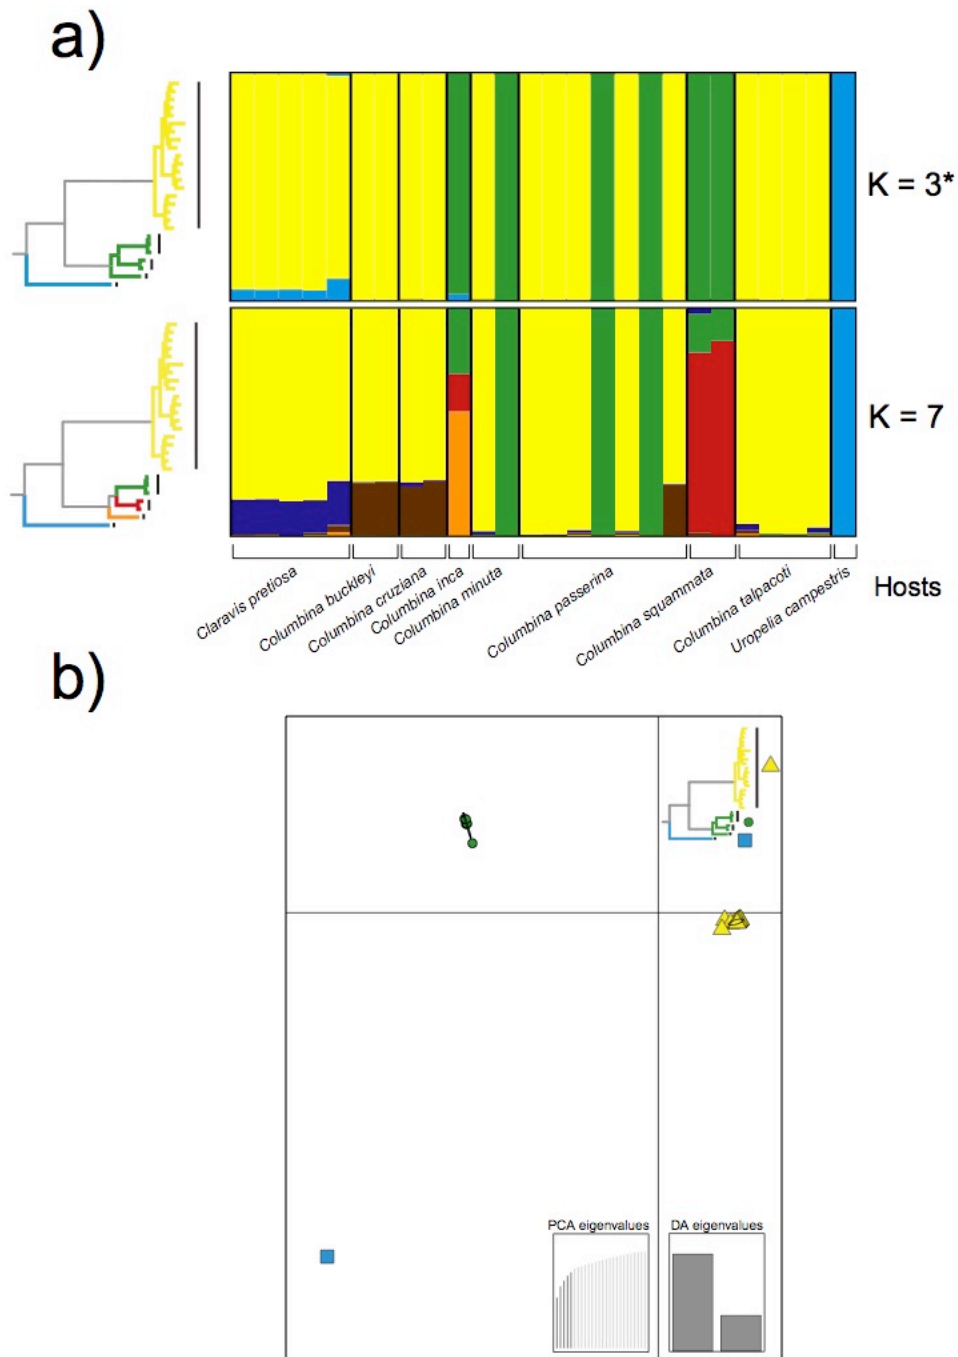 a)
K = 3*
K = 7
Claravis pretiosa
Columbina buckleyi
Columbina cruziana
Columbina inca
Columbina minuta
Columbina passerina
Columbina squammata
Columbina talpacoti
Uropelia campestris
Hosts
b)
PCA eigenvalues
DA eigenvalues